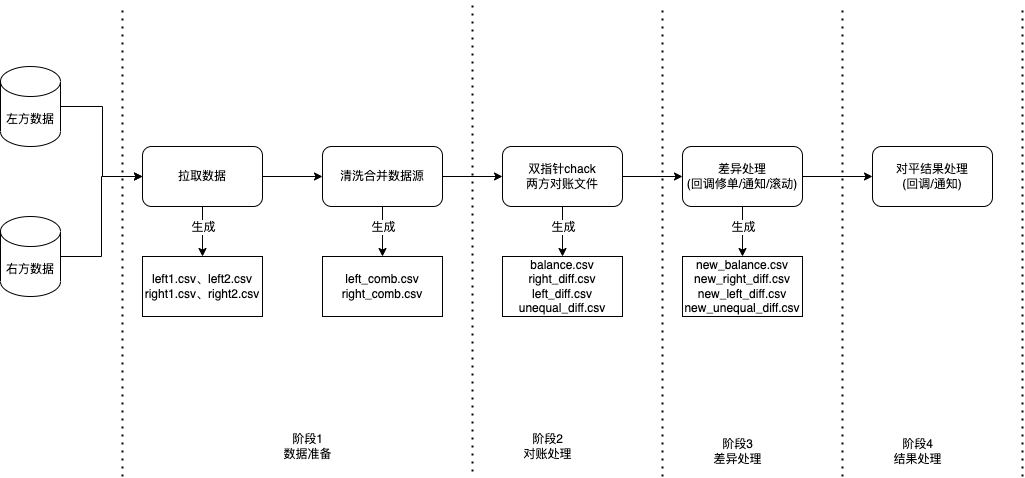 左方数据
右方数据
拉取数据
生成
left1.csv、left2.csv
right1.csv、right2.csv
清洗合并数据源
生成
left_comb.csv
right_comb.csv
双指针chack
两方对账文件
生成
balance.csv
right_diff.csv
left_diff.csv
unequal_diff.csv
差异处理
(回调修单/通知/滚动)
生成
new_balance.csv
new_right_diff.csv
new_left_diff.csv
new_unequal_diff.csv
对平结果处理
(回调/通知)
阶段1
数据准备
阶段2
对账处理
阶段3
差异处理
阶段4
结果处理